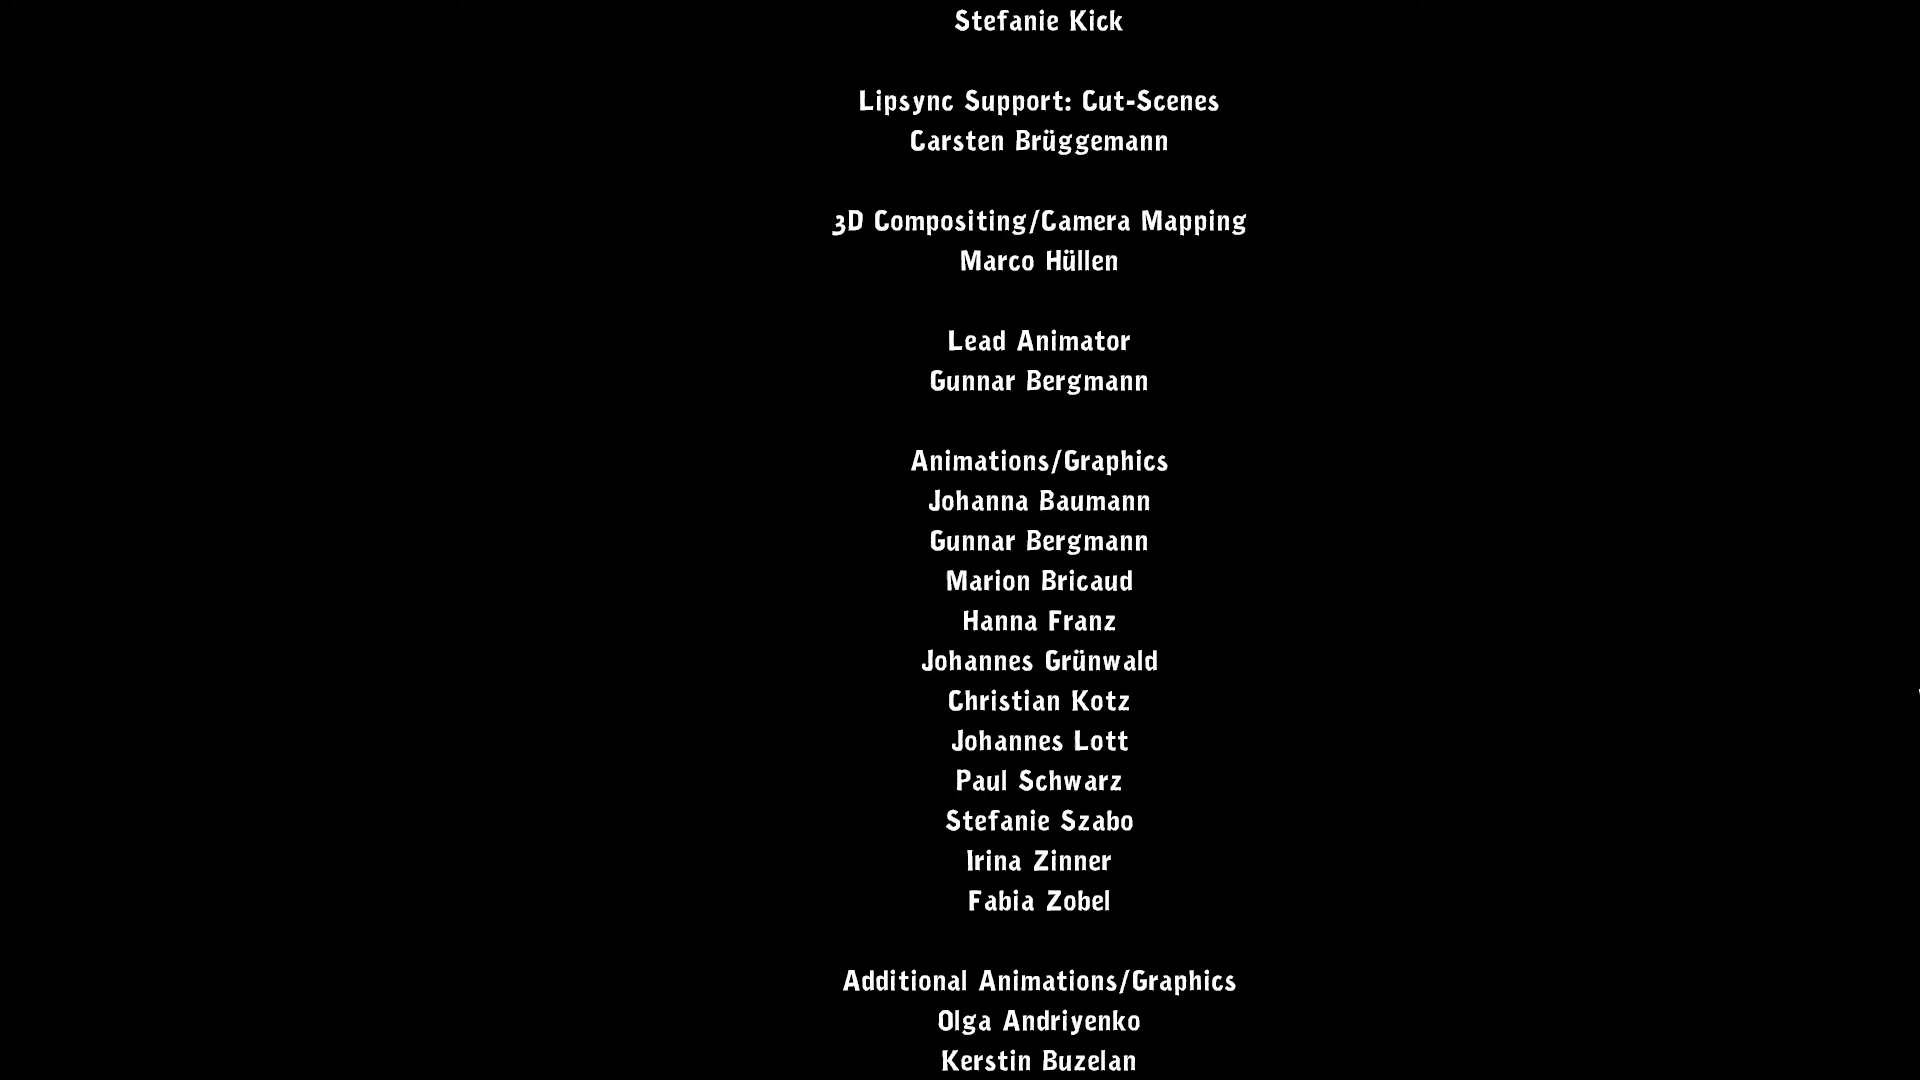 Stefanie Kick
Lipsync Support: Cut-Scenes
Carsten Brüggemann
3D Compositing/Camera Mapping
Marco Hüllen
Lead Animator
Gunnar Bergmann
Animations/Graphics
Johanna Baumann
Gunnar Bergmann
Marion Bricaud
Hanna Franz
Johannes Grünwald
Christian Kotz
Johannes Lott
Paul Schwarz
Stefanie Szabo
Irina Zinner
Fabia Zobel
Additional Animations/Graphics
Olga Andriyenko
Kerstin Buzelan